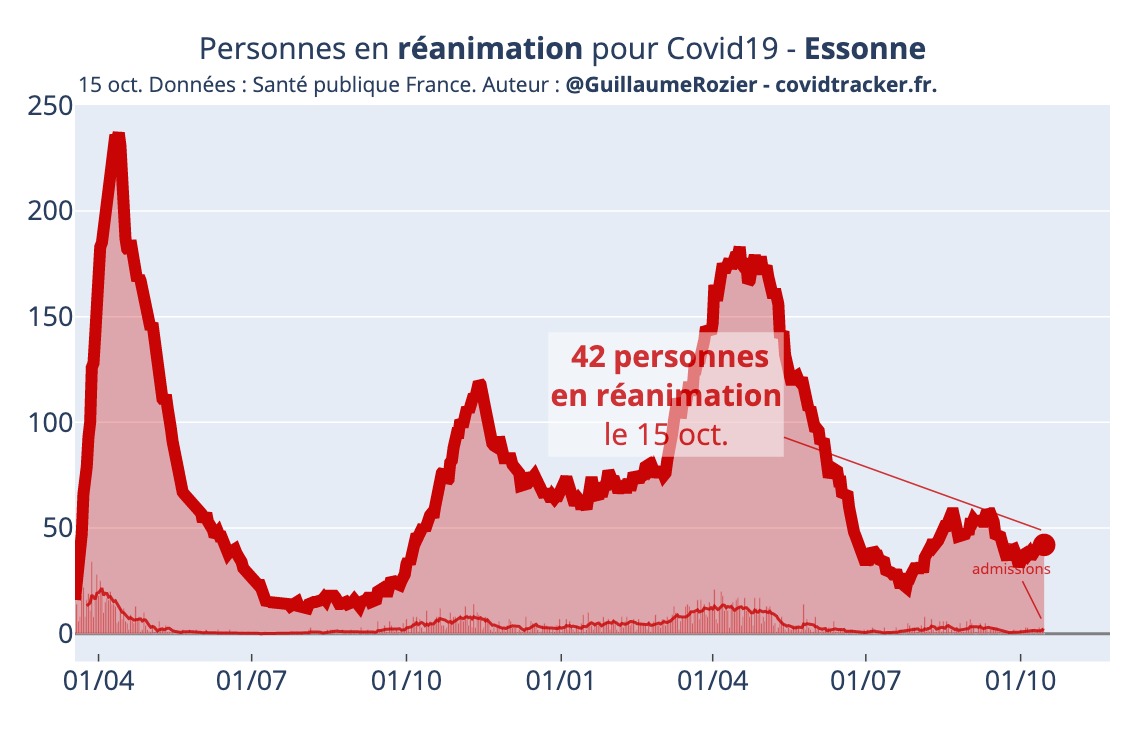 Personnes en réanimation pour Covid19 - Essonne
15 oct. Données : Santé publique France. Auteur : @GuillaumeRozier - covidtracker.fr.
250
200
150
100
50
0
42 personnes
en réanimation
le 15 oct.
admissions
01/04
01/07
01/10
01/01
01/04
01/07
01/10